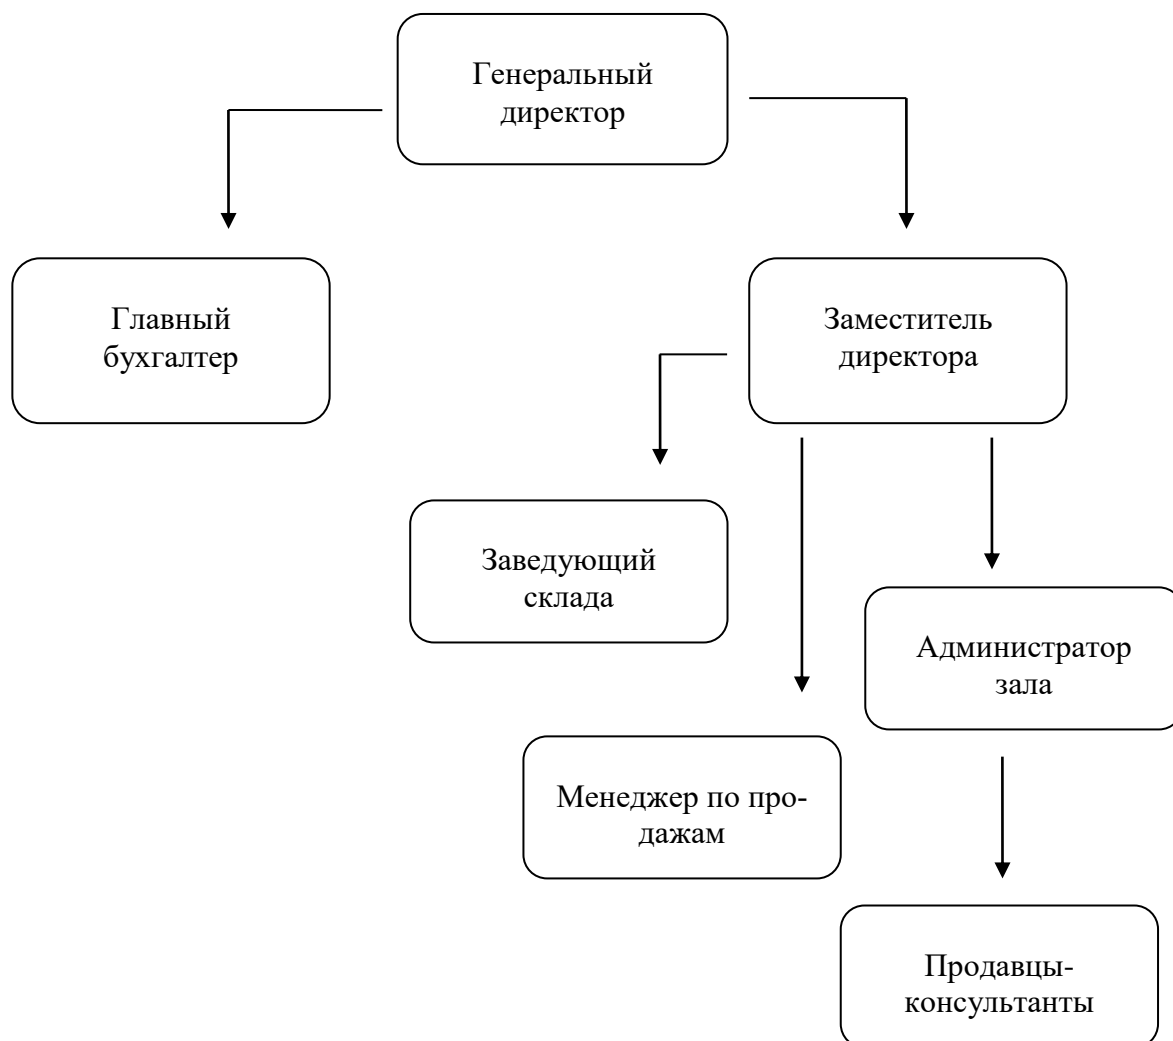 Генеральный
директор
Главный
бухгалтер
Заместитель
директора
Заведующий
склада
Администратор
зала
Менеджер по про-
дажам
Продавцы-
консультанты